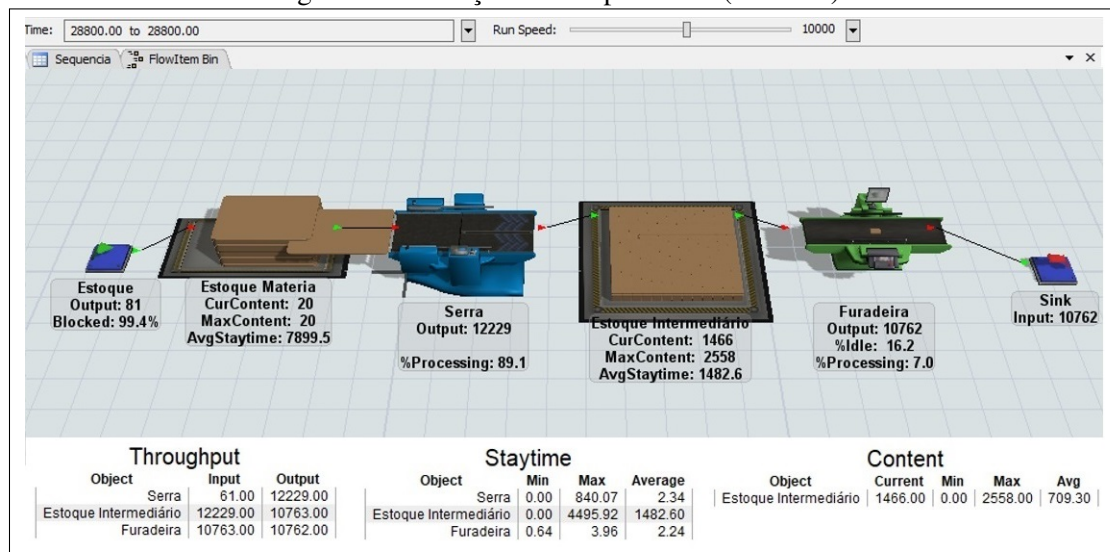 Time: 28800.00 to 28800.00 Run Speed: 10000
Sequencia FlowItem Bin
Estoque
Output: 81
Blocked: 99.4%
Estoque Materia
CurContent: 20
MaxContent: 20
AvgStaytime: 7899.5
Serra
Output: 12229
%Processing: 89.1
Estoque Intermediário
CurContent: 1466
MaxContent: 2558
AvgStaytime: 1482.6
Furadeira
Output: 10762
%Idle: 16.2
%Processing: 7.0
Sink
Input: 10762
Throughput
Object Input Output
Serra 61.00 12229.00
Estoque Intermediário 12229.00 10763.00
Furadeira 10763.00 10762.00
Staytime
Object Min Max Average
Serra 0.00 840.07 2.34
Estoque Intermediário 0.00 4495.92 1482.60
Furadeira 0.64 3.96 2.24
Content
Object Current Min Max Avg
Estoque Intermediário 1466.00 0.00 2558.00 709.30